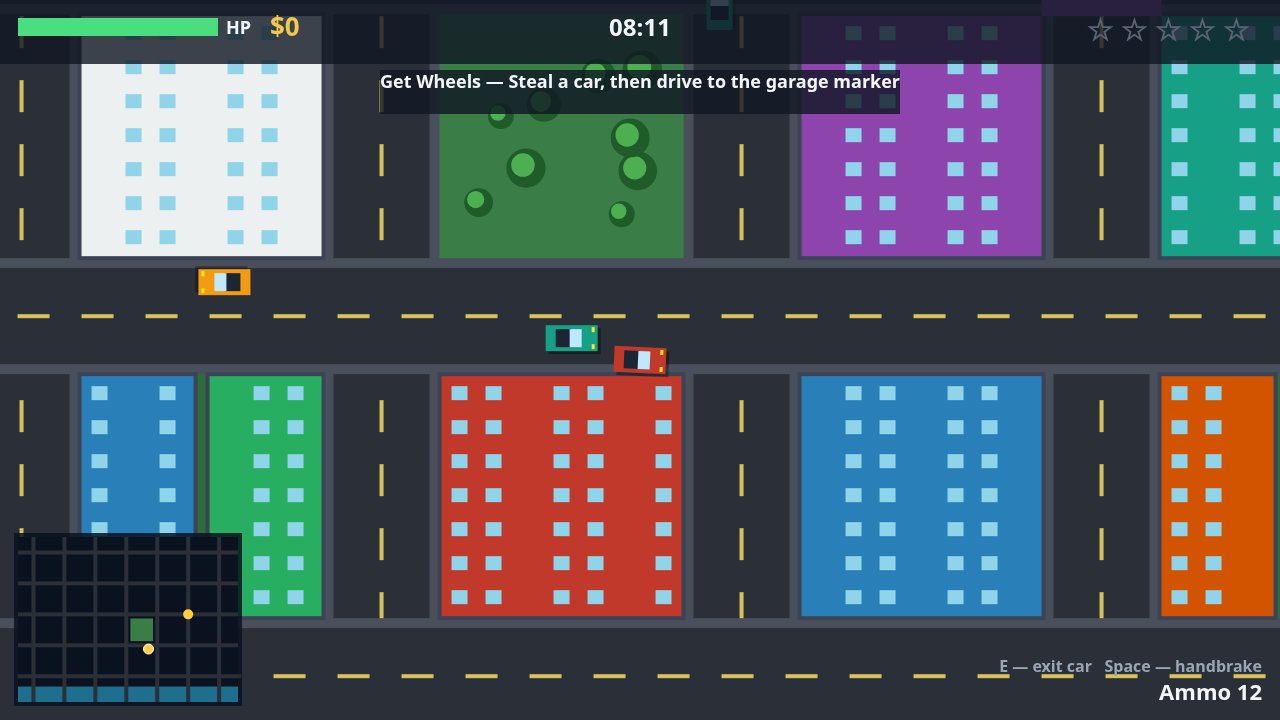 HP $0 08:11
Get Wheels — Steal a car, then drive to the garage marker
E — exit car Space — handbrake
Ammo 12